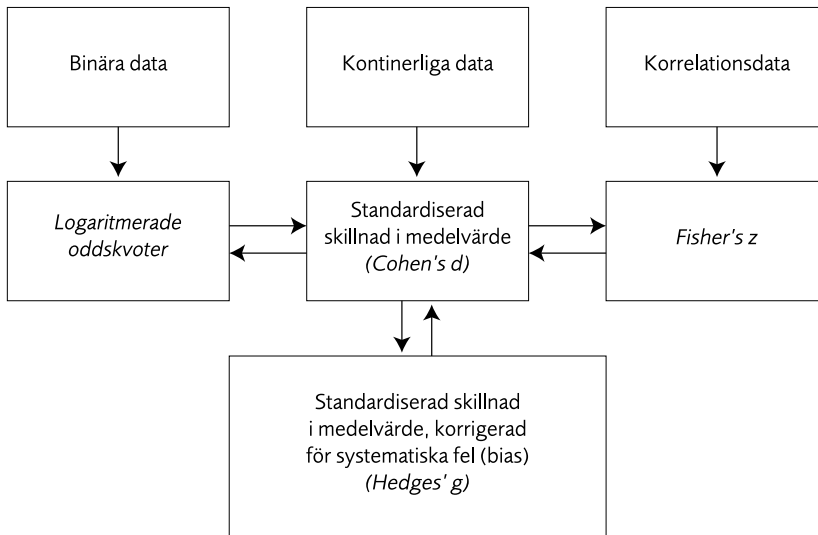 Binära data
Kontinerliga data
Korrelationsdata
Logaritmerade
oddskvoter
Standardiserad
skillnad i medelvärde
(Cohen's d)
Fisher's z
Standardiserad skillnad
i medelvärde, korrigerad
för systematiska fel (bias)
(Hedges' g)